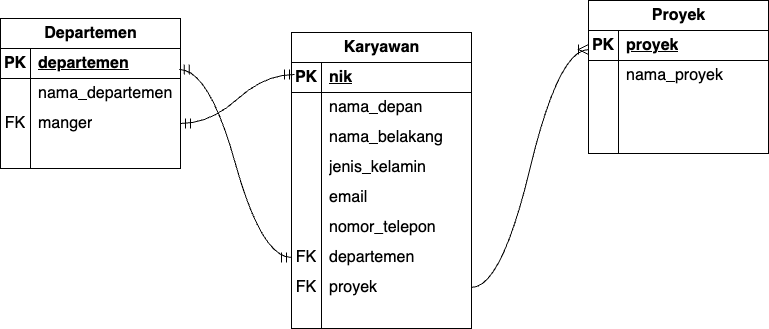 Departemen
PK departemen
nama_departemen
FK manger
Karyawan
PK nik
nama_depan
nama_belakang
jenis_kelamin
email
nomor_telepon
FK departemen
FK proyek
Proyek
PK proyek
nama_proyek